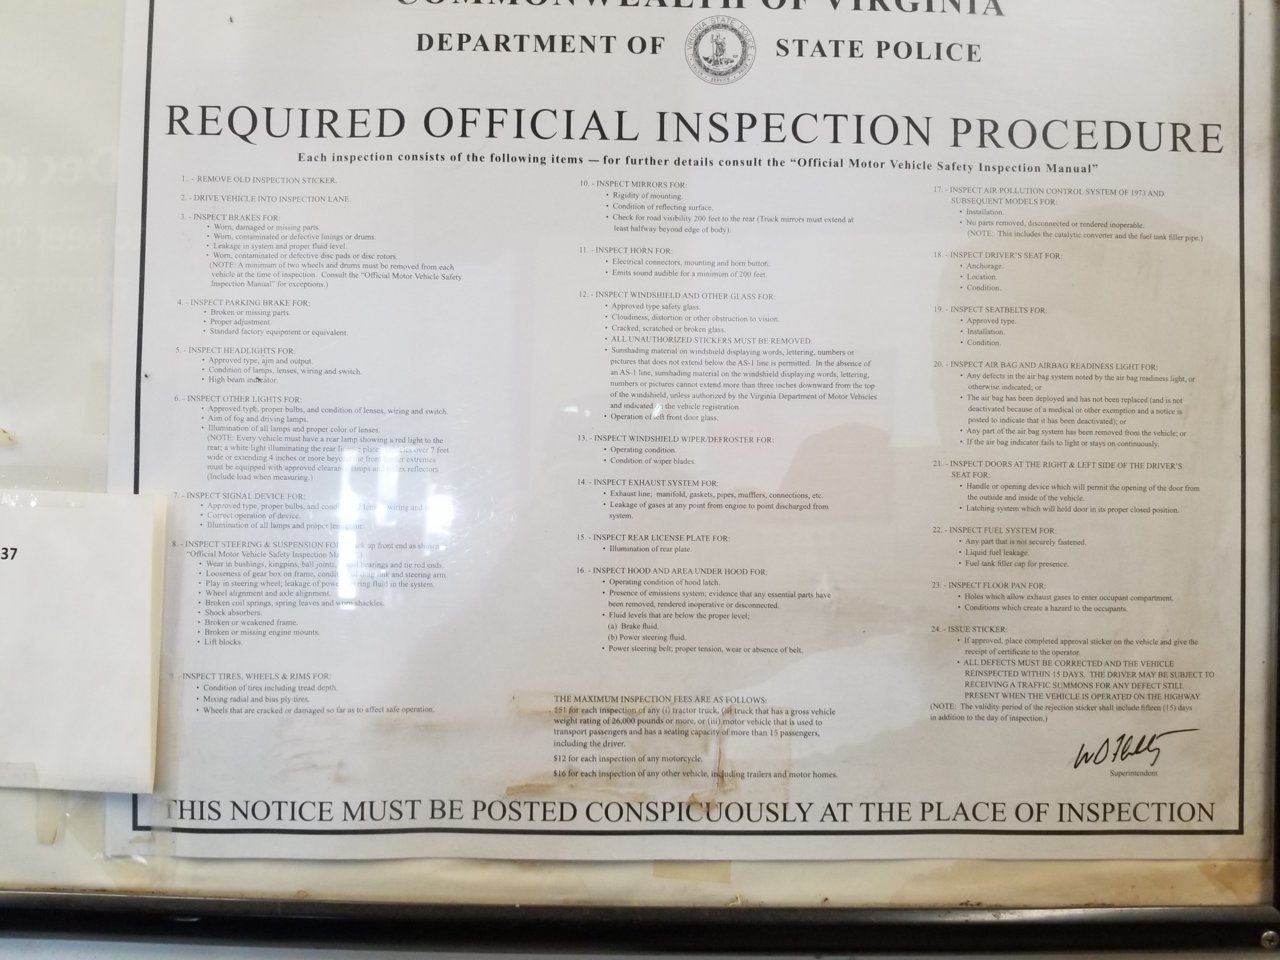 COMMONWEALTH OF VIRGINIA
DEPARTMENT OF STATE POLICE
REQUIRED OFFICIAL INSPECTION PROCEDURE
Each inspection consists of the following items — for further details consult the “Official Motor Vehicle Safety Inspection Manual”
1. - REMOVE OLD INSPECTION STICKER.
2. - DRIVE VEHICLE INTO INSPECTION LANE.
3. - INSPECT BRAKES FOR:
• Worn, damaged or missing parts.
• Worn, contaminated or defective linings or drums.
• Leakage in system and proper fluid level.
• Worn, contaminated or defective disc pads or disc rotors.
(NOTE: A minimum of two wheels and drums must be removed from each
vehicle at the time of inspection. Consult the “Official Motor Vehicle Safety
Inspection Manual” for exceptions.)
4. - INSPECT PARKING BRAKE FOR:
• Broken or missing parts.
• Proper adjustment.
• Standard factory equipment or equivalent.
5. - INSPECT HEADLIGHTS FOR:
• Approved type, aim and output.
• Condition of lamps, lenses, wiring and switch.
• High beam indicator.
6. - INSPECT OTHER LIGHTS FOR:
• Approved type, proper bulbs, and condition of lenses, wiring and switch.
• Aim of fog and driving lamps.
• Illumination of all lamps and proper color of lenses.
(NOTE: Every vehicle must have a rear lamp showing a red light to the
rear; a white light illuminating the rear license plate. over 7 feet
wide or extending 4 inches or more beyond the front fender extremes
must be equipped with approved clearance lamps and reflex reflectors
(Include load when measuring.)
7. - INSPECT SIGNAL DEVICE FOR:
• Approved type, proper bulbs, and condition of lenses, wiring and
• Correct operation of device.
• Illumination of all lamps and proper lens color.
8. - INSPECT STEERING & SUSPENSION FOR: up front end as shown
“Official Motor Vehicle Safety Inspection
• Wear in bushings, kingpins, ball joints, bearings and tie rod ends.
• Looseness of gear box on frame, condition of drag link and steering arm.
• Play in steering wheel; leakage of power steering fluid in the system.
• Wheel alignment and axle alignment.
• Broken coil springs, spring leaves and worn shackles.
• Shock absorbers.
• Broken or weakened frame.
• Broken or missing engine mounts.
• Lift blocks.
- INSPECT TIRES, WHEELS & RIMS FOR:
• Condition of tires including tread depth.
• Mixing radial and bias ply tires.
• Wheels that are cracked or damaged so far as to affect safe operation.
10. - INSPECT MIRRORS FOR:
• Rigidity of mounting.
• Condition of reflecting surface.
• Check for road visibility 200 feet to the rear (Truck mirrors must extend at
least halfway beyond edge of body).
11. - INSPECT HORN FOR:
• Electrical connectors, mounting and horn button.
• Emits sound audible for a minimum of 200 feet.
12. - INSPECT WINDSHIELD AND OTHER GLASS FOR:
• Approved type safety glass.
• Cloudiness, distortion or other obstruction to vision.
• Cracked, scratched or broken glass.
• ALL UNAUTHORIZED STICKERS MUST BE REMOVED.
• Sunshading material on windshield displaying words, lettering, numbers or
pictures that does not extend below the AS-1 line is permitted. In the absence of
an AS-1 line, sunshading material on the windshield displaying words, lettering,
numbers or pictures cannot extend more than three inches downward from the top
of the windshield, unless authorized by the Virginia Department of Motor Vehicles
and indicated on the vehicle registration.
• Operation of left front door glass.
13. - INSPECT WINDSHIELD WIPER/DEFROSTER FOR:
• Operating condition.
• Condition of wiper blades.
14. - INSPECT EXHAUST SYSTEM FOR:
• Exhaust line; manifold, gaskets, pipes, mufflers, connections, etc.
• Leakage of gases at any point from engine to point discharged from
system.
15. - INSPECT REAR LICENSE PLATE FOR:
• Illumination of rear plate.
16. - INSPECT HOOD AND AREA UNDER HOOD FOR:
• Operating condition of hood latch.
• Presence of emissions system; evidence that any essential parts have
been removed, rendered inoperative or disconnected.
• Fluid levels that are below the proper level;
(a) Brake fluid.
(b) Power steering fluid.
• Power steering belt; proper tension, wear or absence of belt.
THE MAXIMUM INSPECTION FEES ARE AS FOLLOWS:
$51 for each inspection of any (i) tractor truck, (ii) truck that has a gross vehicle
weight rating of 26,000 pounds or more, or (iii) motor vehicle that is used to
transport passengers and has a seating capacity of more than 15 passengers,
including the driver.
$12 for each inspection of any motorcycle.
$16 for each inspection of any other vehicle, including trailers and motor homes.
17. - INSPECT AIR POLLUTION CONTROL SYSTEM OF 1973 AND
SUBSEQUENT MODELS FOR:
• Installation.
• No parts removed, disconnected or rendered inoperable.
(NOTE: This includes the catalytic converter and the fuel tank filler pipe.)
18. - INSPECT DRIVER'S SEAT FOR:
• Anchorage.
• Location.
• Condition.
19. - INSPECT SEATBELTS FOR:
• Approved type.
• Installation.
• Condition.
20. - INSPECT AIR BAG AND AIRBAG READINESS LIGHT FOR:
• Any defects in the air bag system noted by the air bag readiness light, or
otherwise indicated; or
• The air bag has been deployed and has not been replaced (and is not
deactivated because of a medical or other exemption and a notice is
posted to indicate that it has been deactivated); or
• Any part of the air bag system has been removed from the vehicle; or
• If the air bag indicator fails to light or stays on continuously.
21. - INSPECT DOORS AT THE RIGHT & LEFT SIDE OF THE DRIVER'S
SEAT FOR:
• Handle or opening device which will permit the opening of the door from
the outside and inside of the vehicle.
• Latching system which will hold door in its proper closed position.
22. - INSPECT FUEL SYSTEM FOR:
• Any part that is not securely fastened.
• Liquid fuel leakage.
• Fuel tank filler cap for presence.
23. - INSPECT FLOOR PAN FOR:
• Holes which allow exhaust gases to enter occupant compartment.
• Conditions which create a hazard to the occupants.
24. - ISSUE STICKER:
• If approved, place completed approval sticker on the vehicle and give the
receipt of certificate to the operator.
• ALL DEFECTS MUST BE CORRECTED AND THE VEHICLE
REINSPECTED WITHIN 15 DAYS. THE DRIVER MAY BE SUBJECT TO
RECEIVING A TRAFFIC SUMMONS FOR ANY DEFECT STILL
PRESENT WHEN THE VEHICLE IS OPERATED ON THE HIGHWAY.
(NOTE: The validity period of the rejection sticker shall include fifteen (15) days
in addition to the day of inspection.)
Superintendent
THIS NOTICE MUST BE POSTED CONSPICUOUSLY AT THE PLACE OF INSPECTION
37